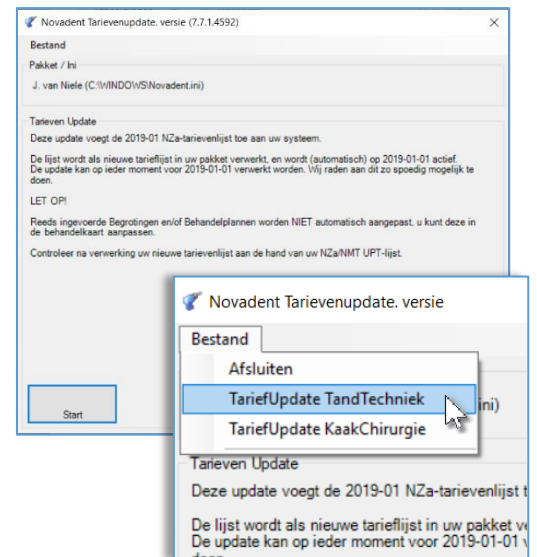 Novadent Tarievenupdate. versie (7.7.1.4592)
Bestand
Pakket / Ini
J. van Niele (C:\WINDOWS\Novadent.ini)
Tarieven Update
Deze update voegt de 2019-01 NZa-tarievenlijst toe aan uw systeem.
De lijst wordt als nieuwe tarieflijst in uw pakket verwerkt, en wordt (automatisch) op 2019-01-01 actief.
De update kan op ieder moment voor 2019-01-01 verwerkt worden. Wij raden aan dit zo spoedig mogelijk te
doen.
LET OP!
Reeds ingevoerde Begrotingen en/of Behandelplannen worden NIET automatisch aangepast, u kunt deze in
de behandelkaart aanpassen.
Controleer na verwerking uw nieuwe tarievenlijst aan de hand van uw NZa/NMT UPT-lijst.
Start
Novadent Tarievenupdate. versie
Bestand
Afsluiten
TariefUpdate TandTechniek
ini)
TariefUpdate KaakChirurgie
Tarieven Update
Deze update voegt de 2019-01 NZa-tarievenlijst t
De lijst wordt als nieuwe tarieflijst in uw pakket ve
De update kan op ieder moment voor 2019-01-01